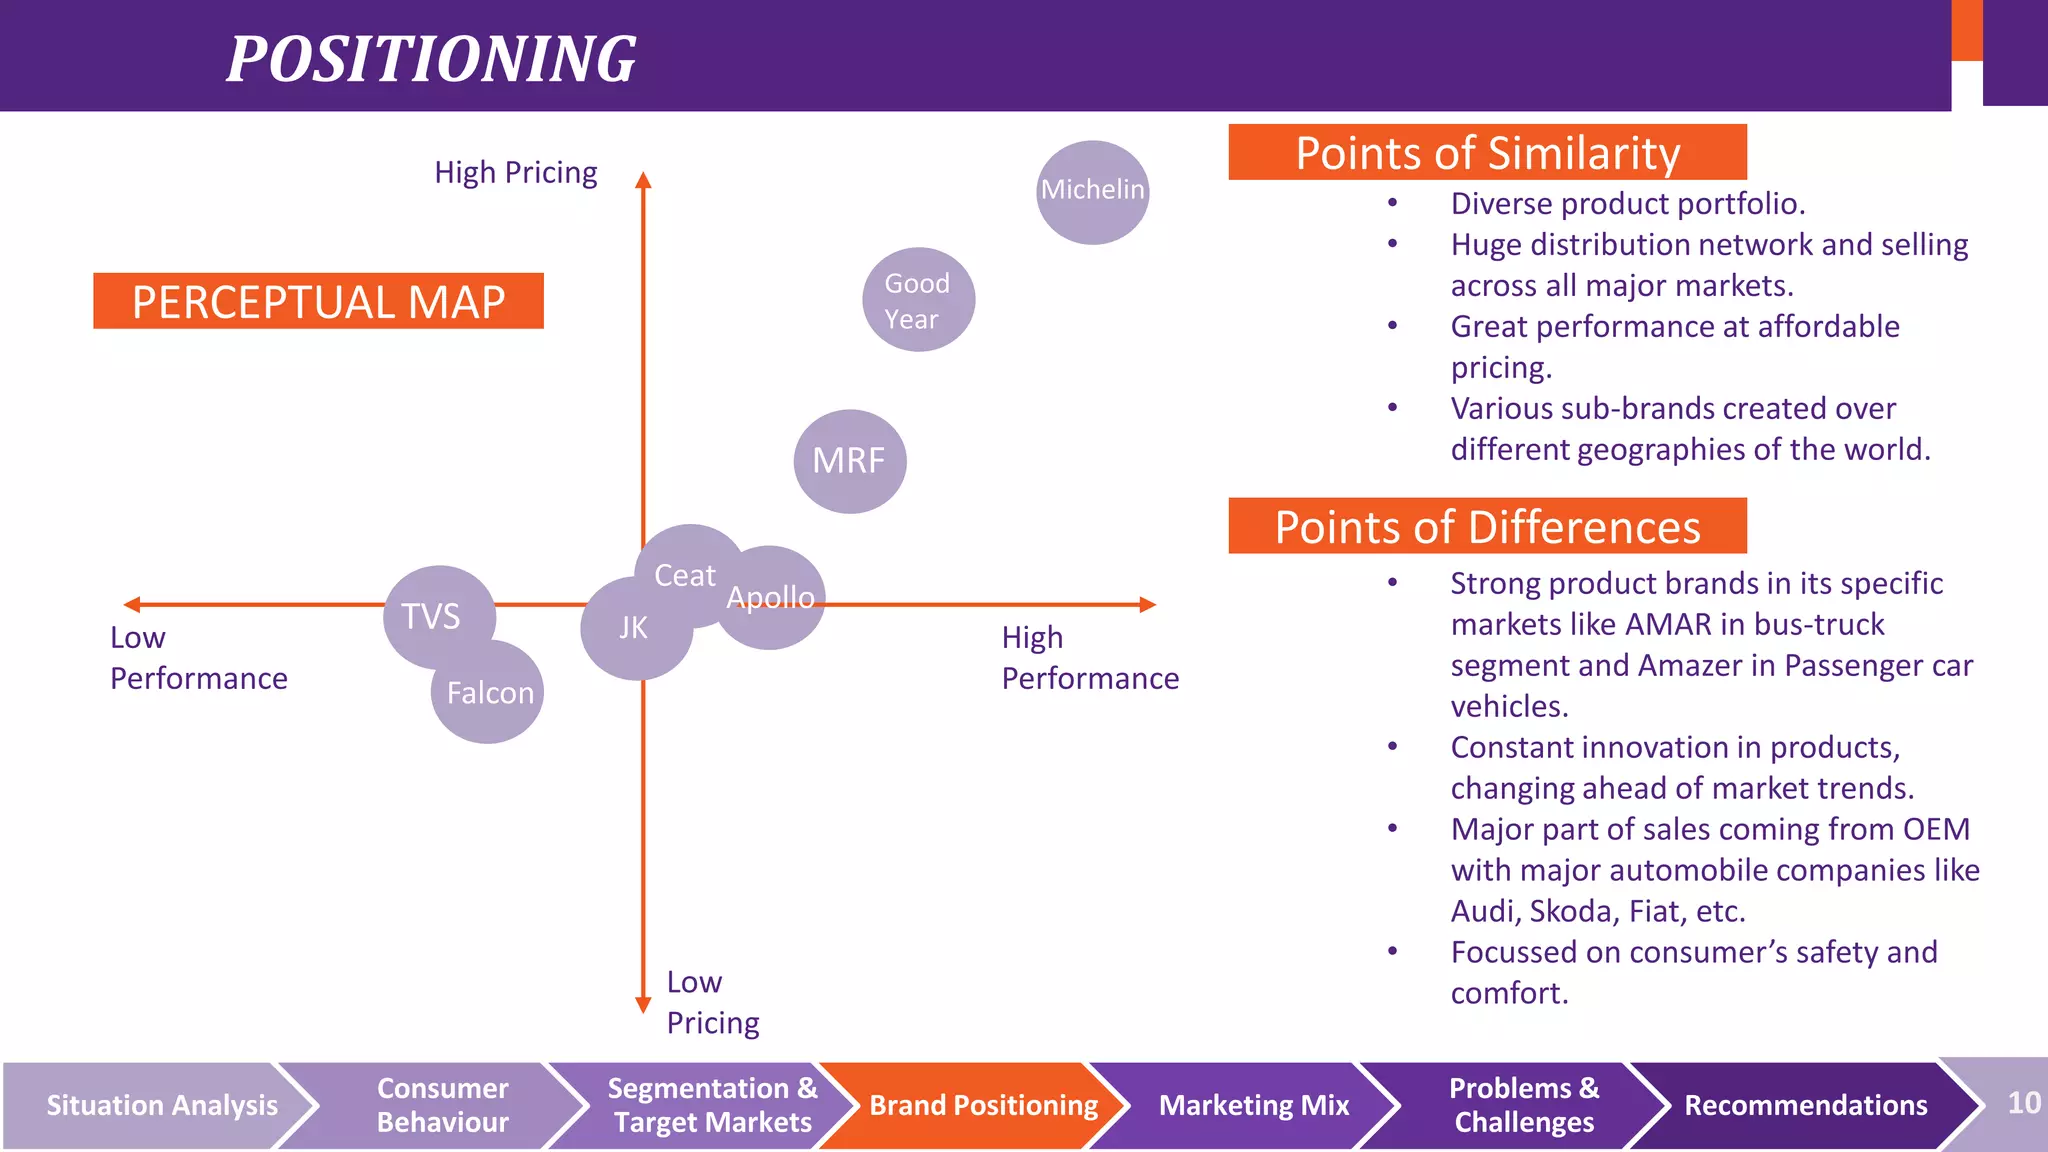 POSITIONING
High Pricing
PERCEPTUAL MAP
Michelin
Good
Year
MRF
Ceat
Apollo
TVS
JK
Falcon
Low
Performance
High
Performance
Low
Pricing
Points of Similarity
• Diverse product portfolio.
• Huge distribution network and selling
across all major markets.
• Great performance at affordable
pricing.
• Various sub-brands created over
different geographies of the world.
Points of Differences
• Strong product brands in its specific
markets like AMAR in bus-truck
segment and Amazer in Passenger car
vehicles.
• Constant innovation in products,
changing ahead of market trends.
• Major part of sales coming from OEM
with major automobile companies like
Audi, Skoda, Fiat, etc.
• Focussed on consumer’s safety and
comfort.
Situation Analysis
Consumer
Behaviour
Segmentation &
Target Markets
Brand Positioning
Marketing Mix
Problems &
Challenges
Recommendations
10